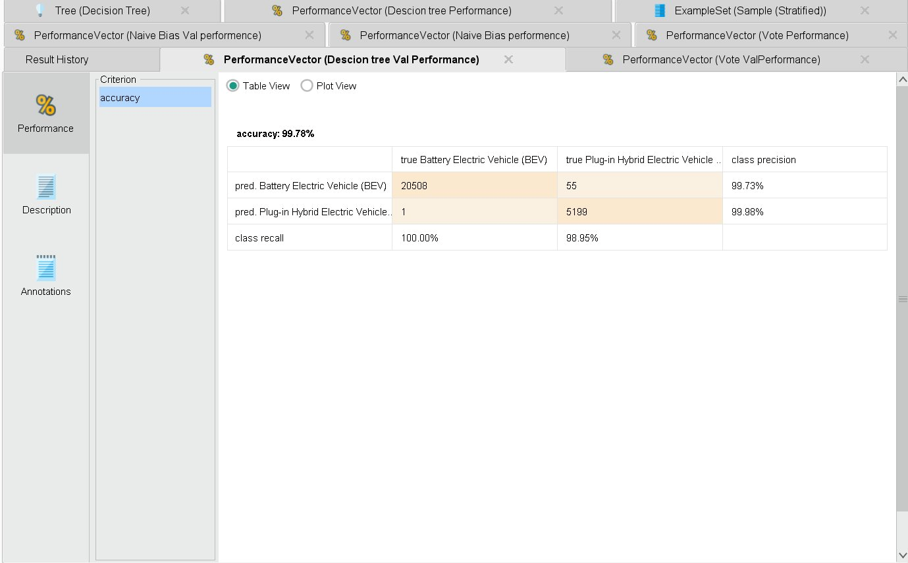 Tree (Decision Tree)
PerformanceVector (Descion tree Performance)
ExampleSet (Sample (Stratified))
PerformanceVector (Naive Bias Val performence)
PerformanceVector (Naive Bias performence)
PerformanceVector (Vote Performance)
Result History
PerformanceVector (Descion tree Val Performance)
PerformanceVector (Vote ValPerformance)
Performance
Description
Annotations
Criterion
accuracy
Table View Plot View
accuracy: 99.78%
true Battery Electric Vehicle (BEV) true Plug-in Hybrid Electric Vehicle .. class precision
pred. Battery Electric Vehicle (BEV) 20508 55 99.73%
pred. Plug-in Hybrid Electric Vehicle.. 1 5199 99.98%
class recall 100.00% 98.95%